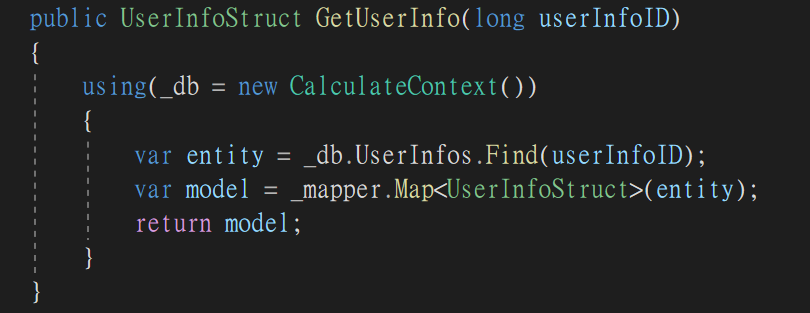 public UserInfoStruct GetUserInfo(long userInfoID)
{
using(_db = new CalculateContext())
{
var entity = _db.UserInfos.Find(userInfoID);
var model = _mapper.Map<UserInfoStruct>(entity);
return model;
}
}